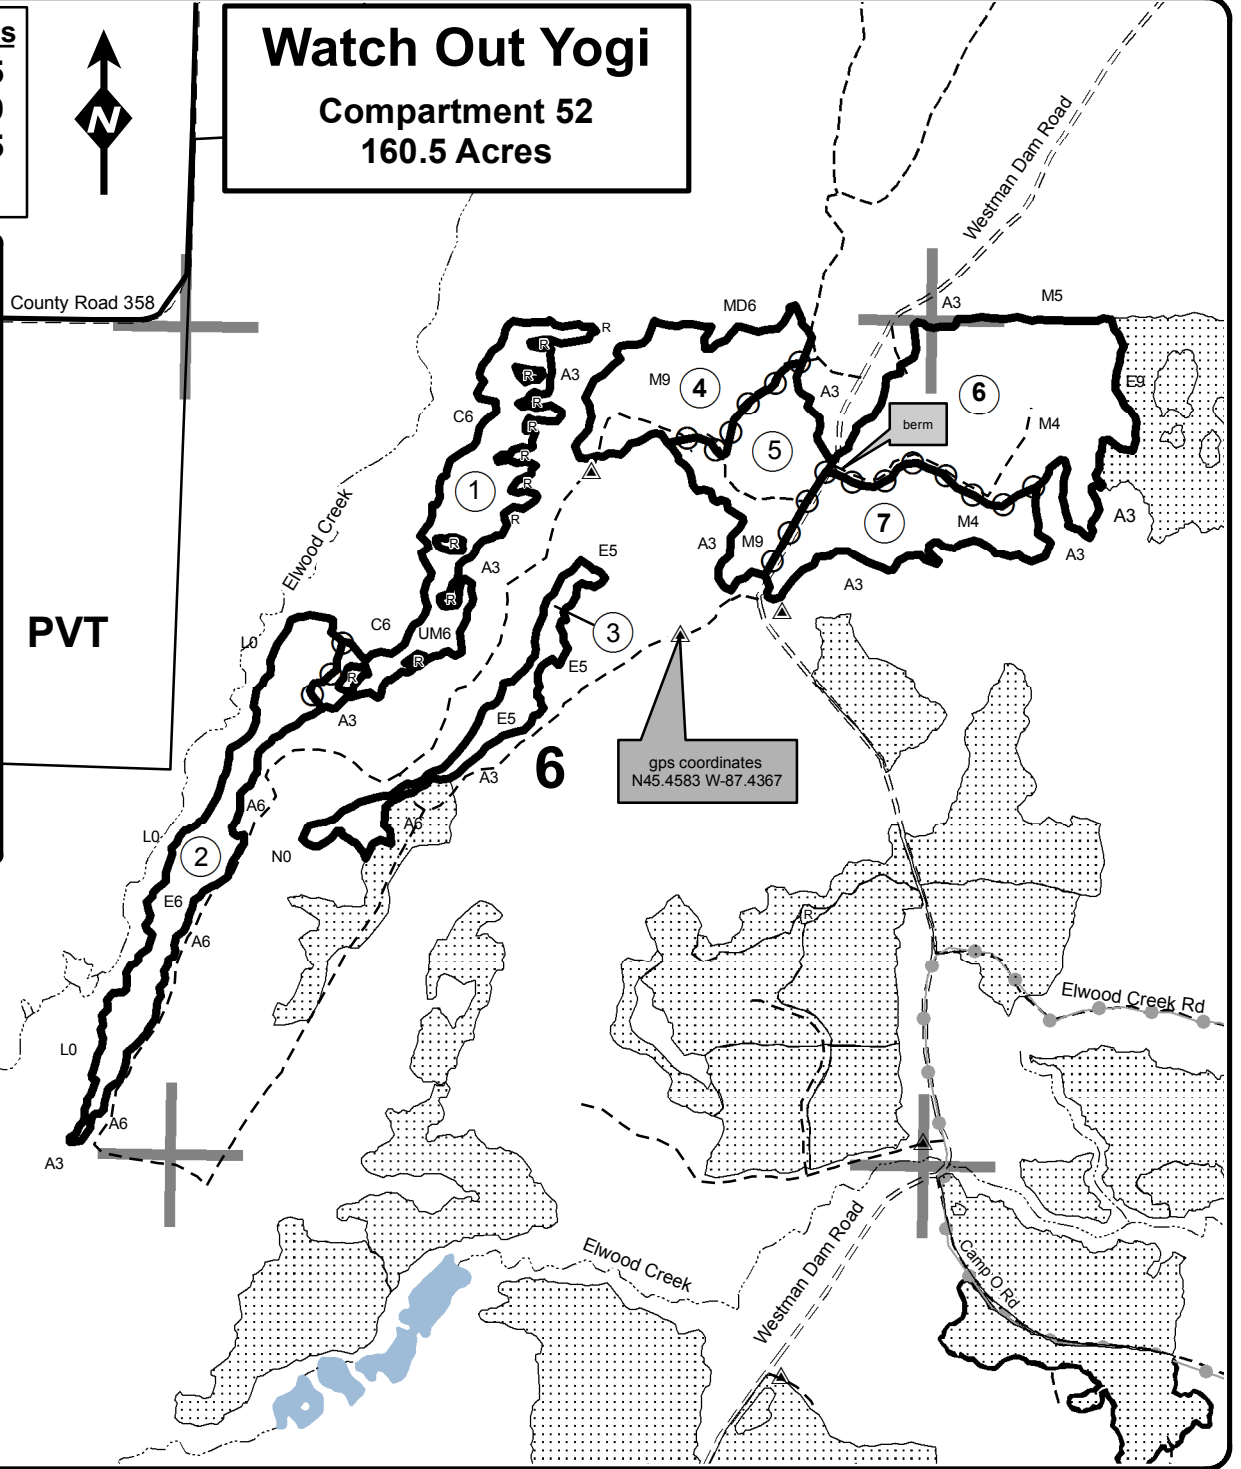 s
N
Watch Out Yogi
Compartment 52
160.5 Acres
Westman Dam Road
County Road 358
A3
M5
MD6
R
R
A3
M9
4
A3
6
E9
R
C6
R
berm
M4
R
5
R
1
R
7
M4
A3
R
Elwood Creek
R
A3
M9
A3
E5
A3
A3
R
C6
UM6
3
PVT
L0
R
E5
R
A3
E5
6
gps coordinates
N45.4583 W-87.4367
A3
A6
A6
L0
2
N0
E6
R
A6
Elwood Creek Rd
L0
A6
A3
Elwood Creek
Westman Dam Road
Camp O Rd